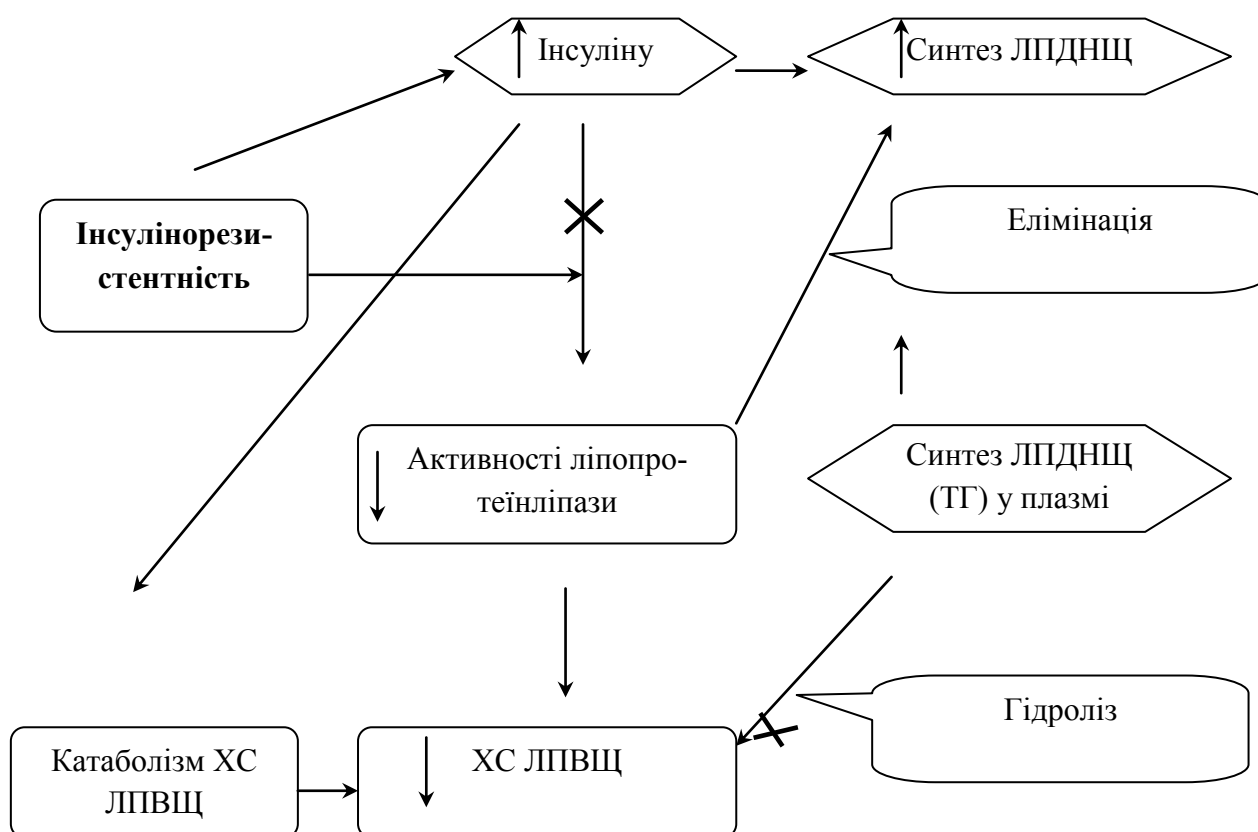 Інсуліну
Синтез ЛПДНЩ
Інсулінорези-
стентність
Елімінація
Активності ліпопро-
теїнліпази
Синтез ЛПДНЩ
(ТГ) у плазмі
Гідроліз
Катаболізм ХС
ЛПВЩ
ХС ЛПВЩ